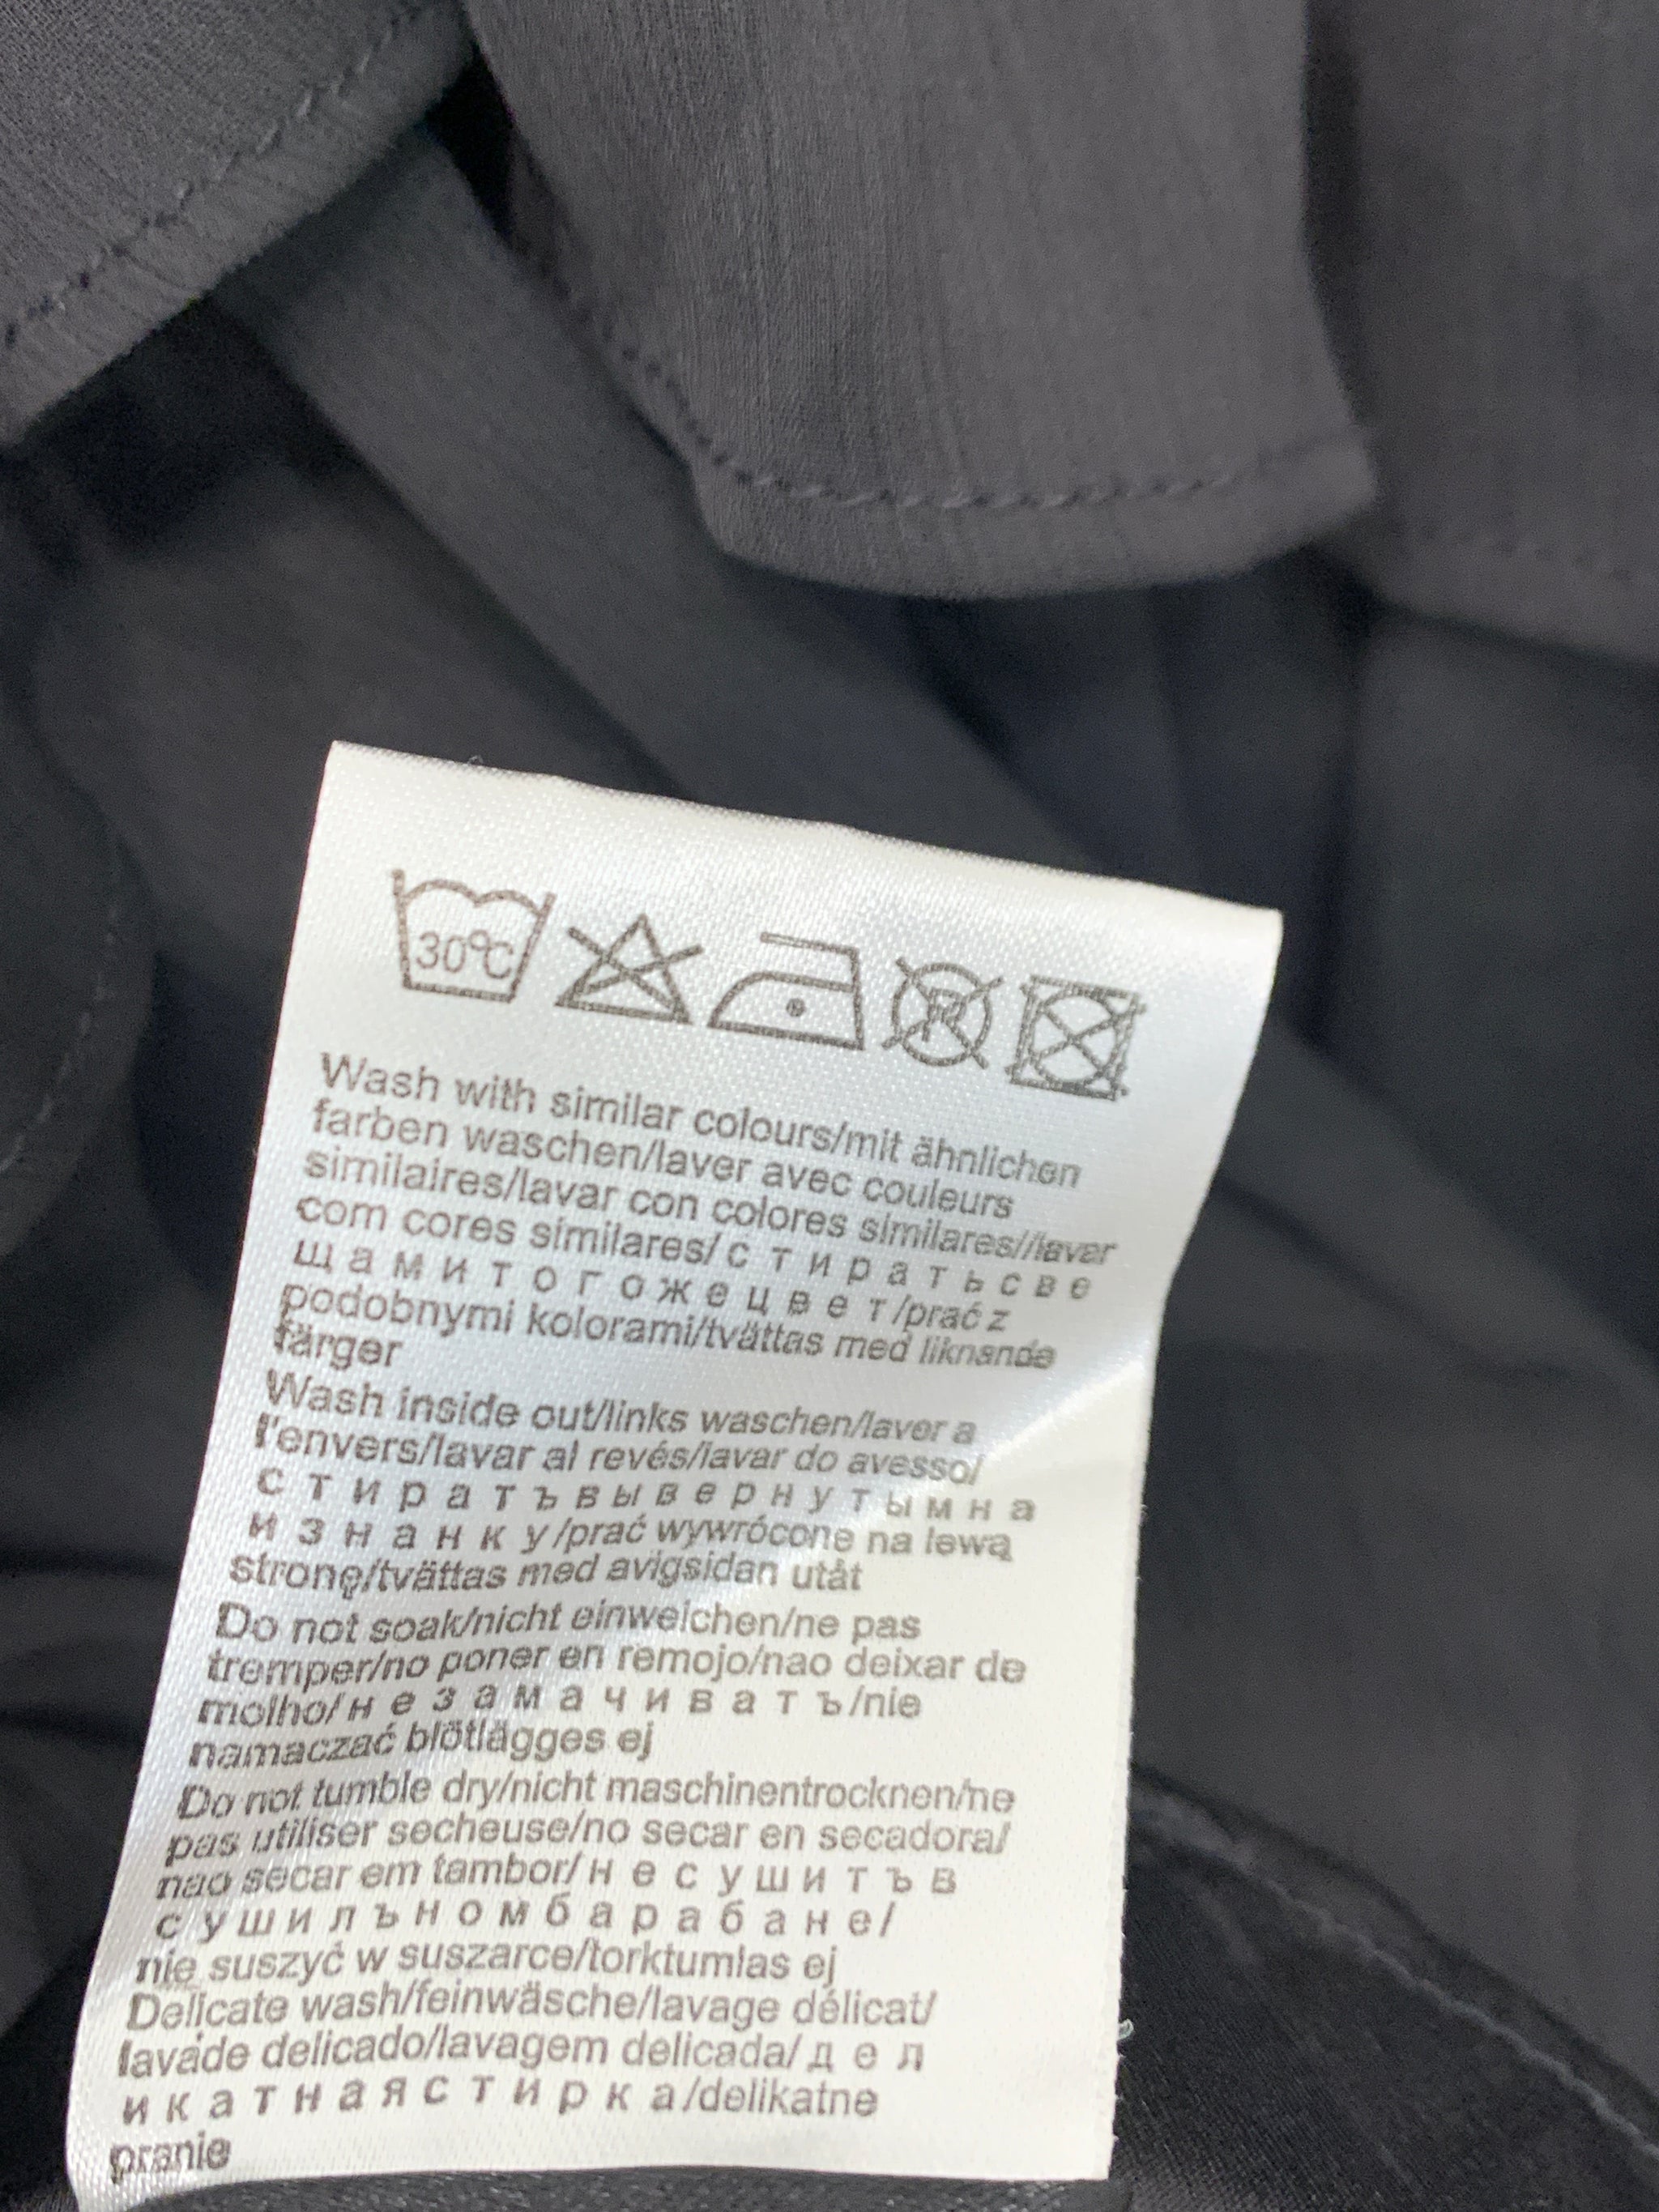 30°C
P
Wash with similar colours/mit ähnlichen
farben waschen/laver avec couleurs
similaires/lavar con colores similares//lavar
com cores similares/с т и р а т ь с в е
ш а м и т о г о ж е ц в е т/prać z
podobnymi kolorami/tvättas med liknande
färger
Wash inside out/links waschen/laver a
l'envers/lavar al revés/lavar do avesso/
с т и р а т ъ в ы в е р н у т ы м н а
и з н а н к у/prać wywrócone na lewą
stronę/tvättas med avigsidan utåt
Do not soak/nicht einweichen/ne pas
tremper/no poner en remojo/nao deixar de
molho/н е з а м а ч и в а т ъ/nie
namaczać blötlägges ej
Do not tumble dry/nicht maschinentrocknen/ne
pas utiliser secheuse/no secar en secadora/
nao secar em tambor/н е с у ш и т ъ в
с у ш и л ъ н о м б а р а б а н е/
nie suszyć w suszarce/torktumlas ej
Delicate wash/feinwäsche/lavage délicat/
lavade delicado/lavagem delicada/д е л
и к а т н а я с т и р к а/delikatne
pranie